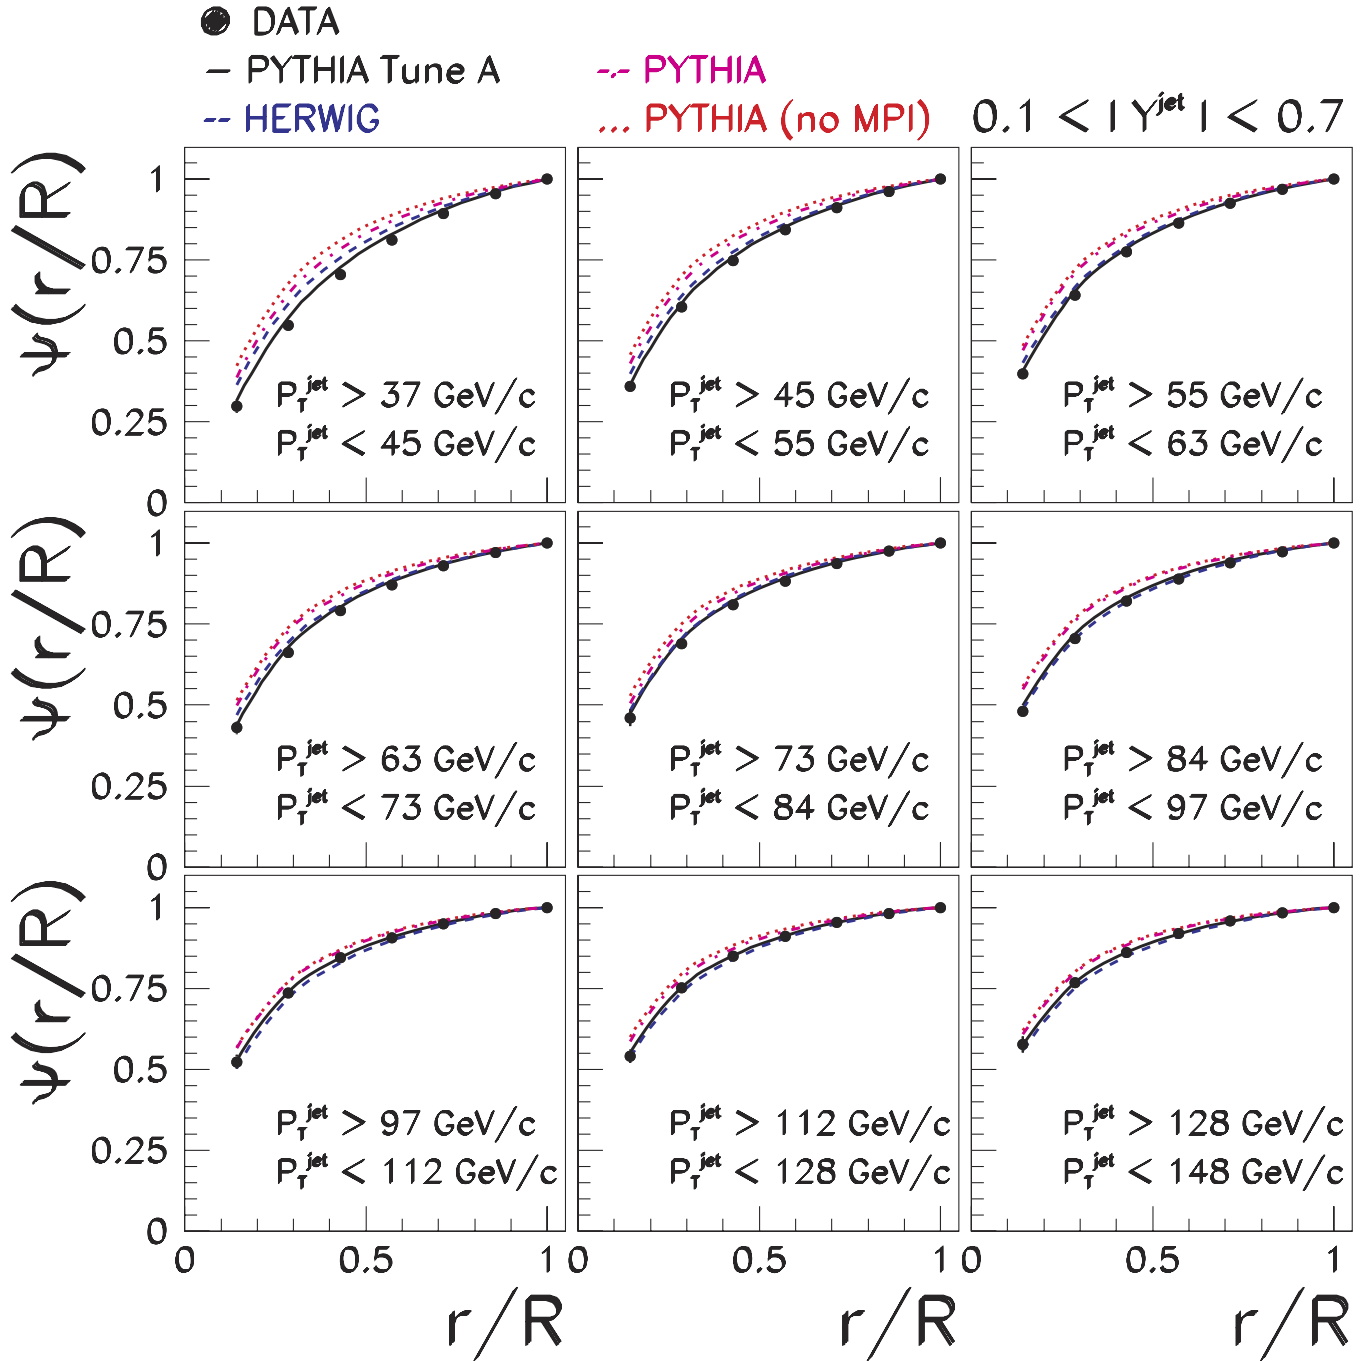 DATA
PYTHIA Tune A
PYTHIA
HERWIG
PYTHIA (no MPI)
0.1 < | Y^jet | < 0.7
ψ(r/R)
1
0.75
0.5
0.25
0
P_T^jet > 37 GeV/c
P_T^jet < 45 GeV/c
P_T^jet > 45 GeV/c
P_T^jet < 55 GeV/c
P_T^jet > 55 GeV/c
P_T^jet < 63 GeV/c
ψ(r/R)
1
0.75
0.5
0.25
0
P_T^jet > 63 GeV/c
P_T^jet < 73 GeV/c
P_T^jet > 73 GeV/c
P_T^jet < 84 GeV/c
P_T^jet > 84 GeV/c
P_T^jet < 97 GeV/c
ψ(r/R)
1
0.75
0.5
0.25
0
P_T^jet > 97 GeV/c
P_T^jet < 112 GeV/c
P_T^jet > 112 GeV/c
P_T^jet < 128 GeV/c
P_T^jet > 128 GeV/c
P_T^jet < 148 GeV/c
0 0.5 1 0 0.5 1 0 0.5 1
r/R r/R r/R